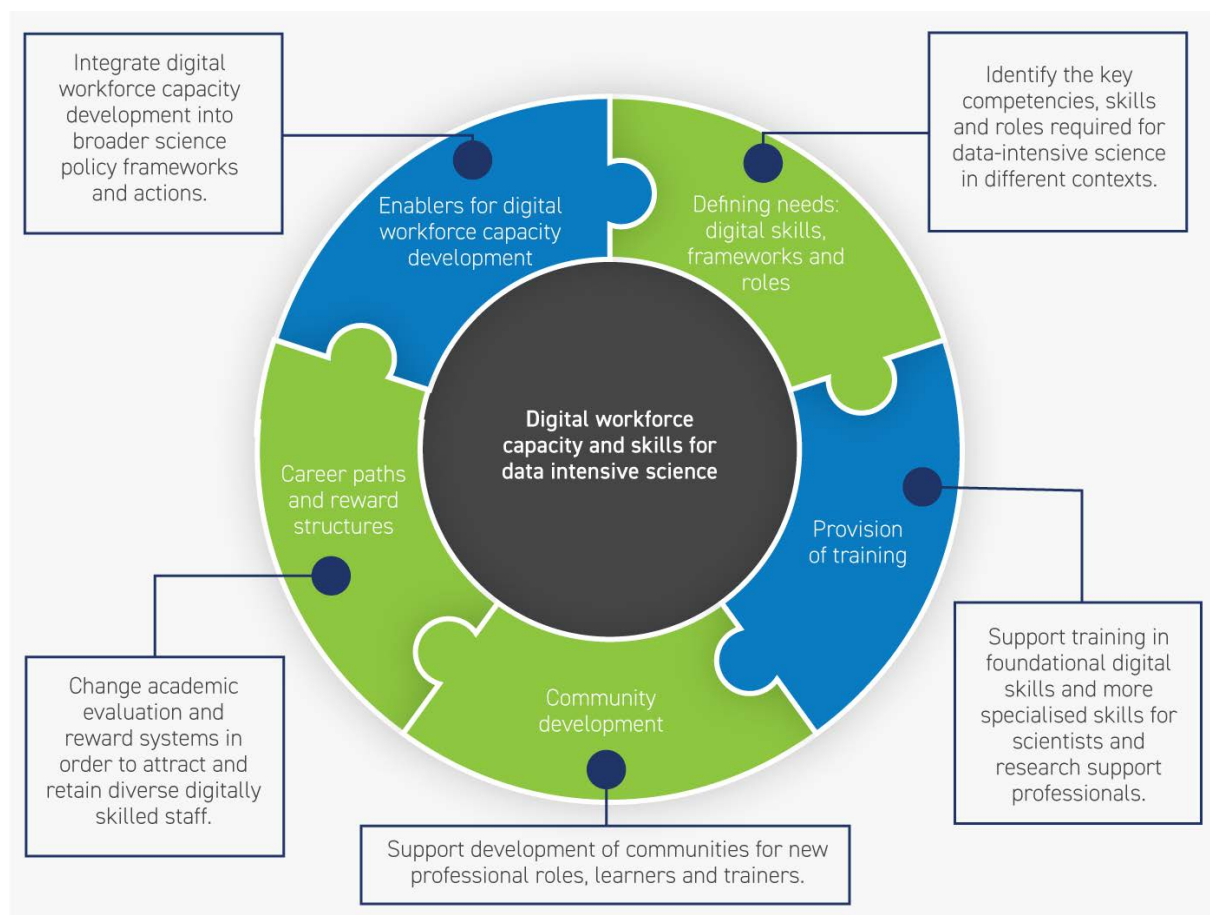 Integrate digital
workforce capacity
development into
broader science
policy frameworks
and actions.
Identify the key
competencies, skills
and roles required for
data-intensive science
in different contexts.
Enablers for digital
workforce capacity
development
Defining needs:
digital skills,
frameworks and
roles
Digital workforce
capacity and skills for
data intensive science
Career paths
and reward
structures
Provision
of training
Community
development
Change academic
evaluation and
reward systems in
order to attract and
retain diverse digitally
skilled staff.
Support training in
foundational digital
skills and more
specialised skills for
scientists and
research support
professionals.
Support development of communities for new
professional roles, learners and trainers.